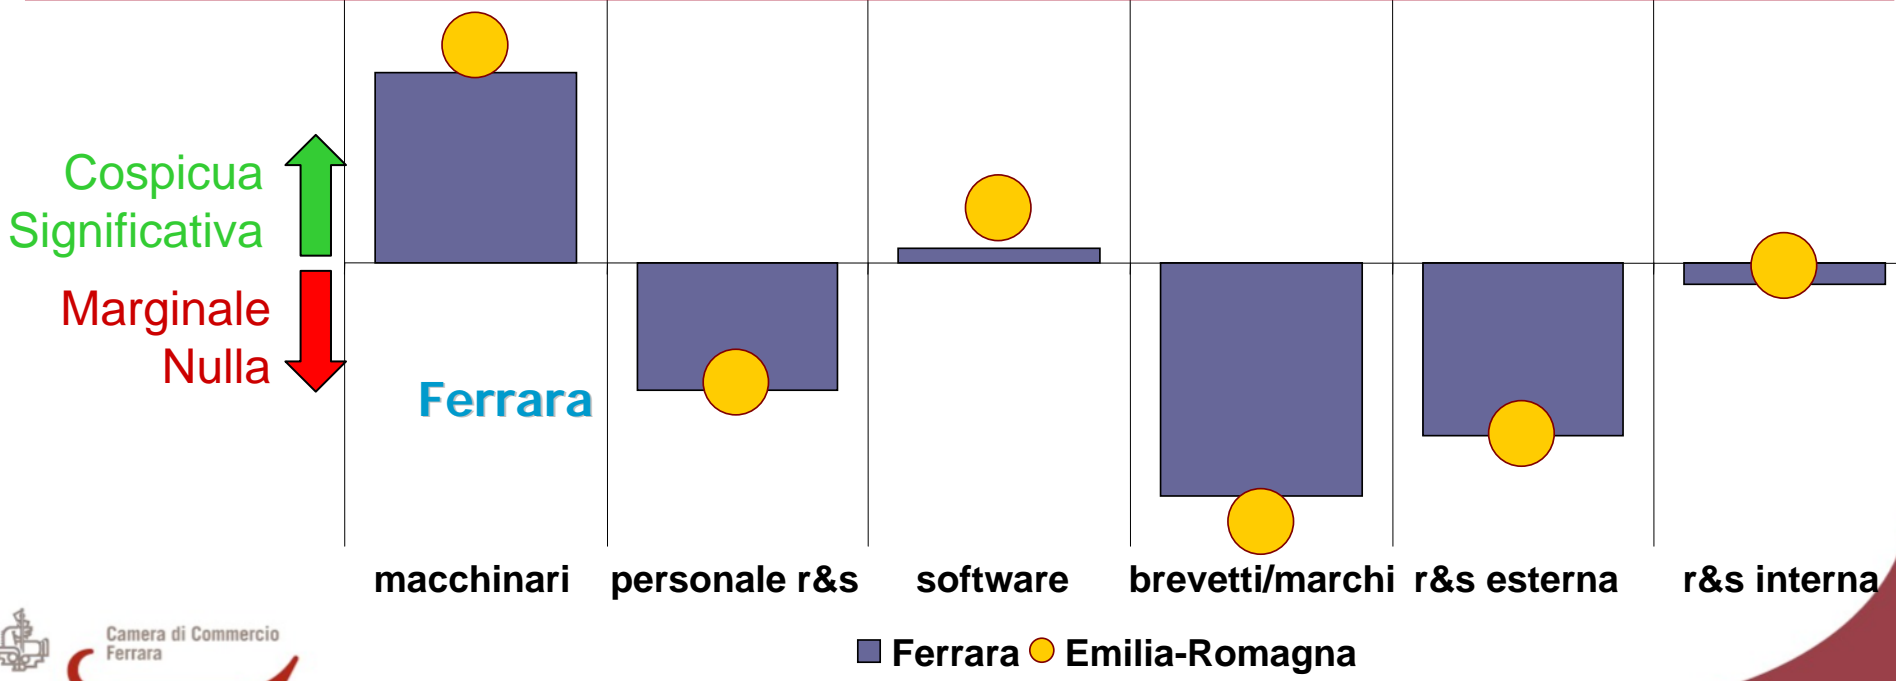 Cospicua
Significativa
Marginale
Nulla
Ferrara
macchinari personale r&s software brevetti/marchi r&s esterna r&s interna
Camera di Commercio
Ferrara
Ferrara Emilia-Romagna